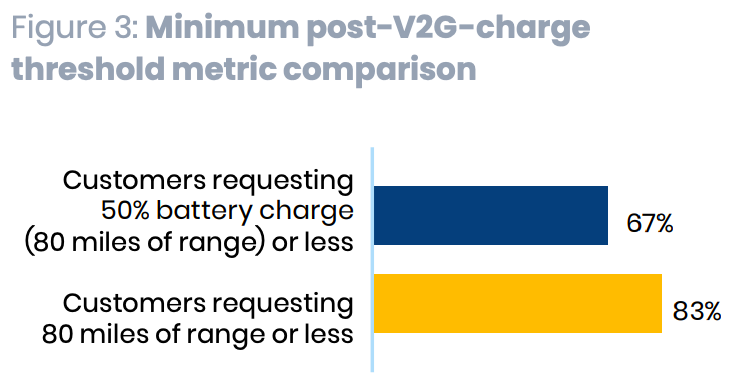 Figure 3: Minimum post-V2G-charge
threshold metric comparison
Customers requesting
50% battery charge
(80 miles of range) or less
67%
Customers requesting
80 miles of range or less
83%